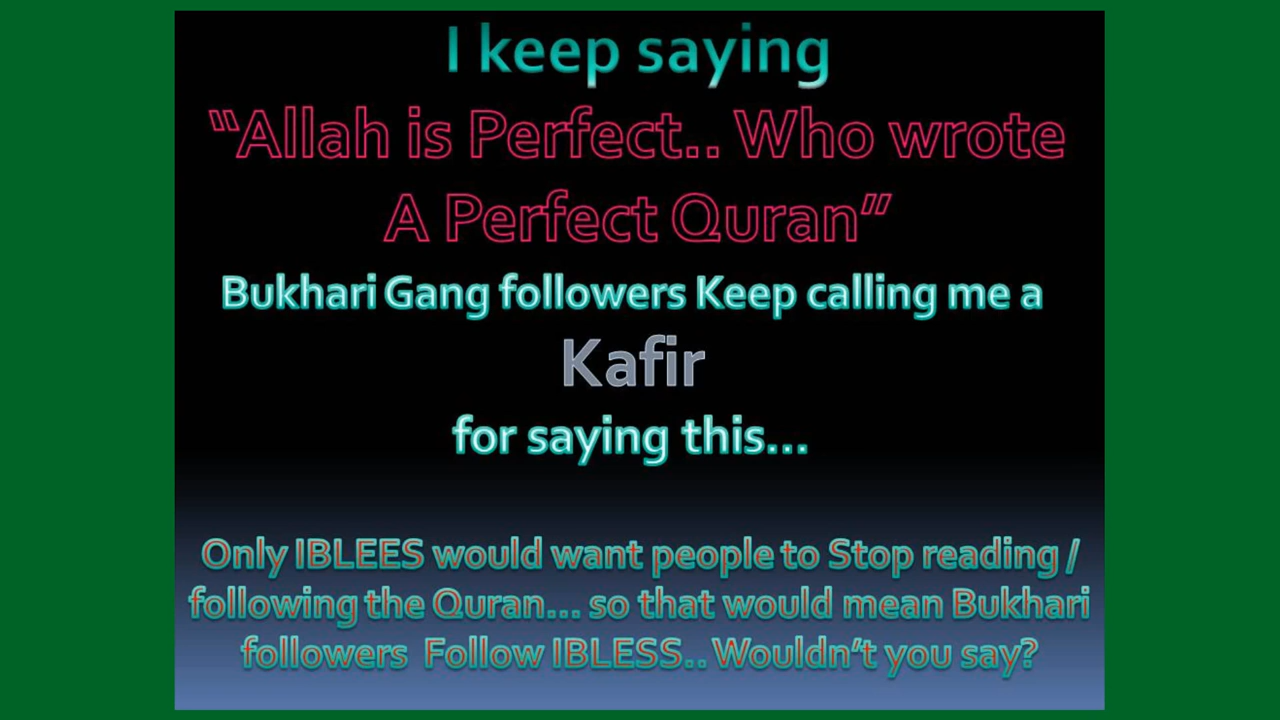 I keep saying
“Allah is Perfect.. Who wrote
A Perfect Quran”
Bukhari Gang followers Keep calling me a
Kafir
for saying this...
Only IBLEES would want people to Stop reading /
following the Quran... so that would mean Bukhari
followers Follow IBLESS.. Wouldn’t you say?